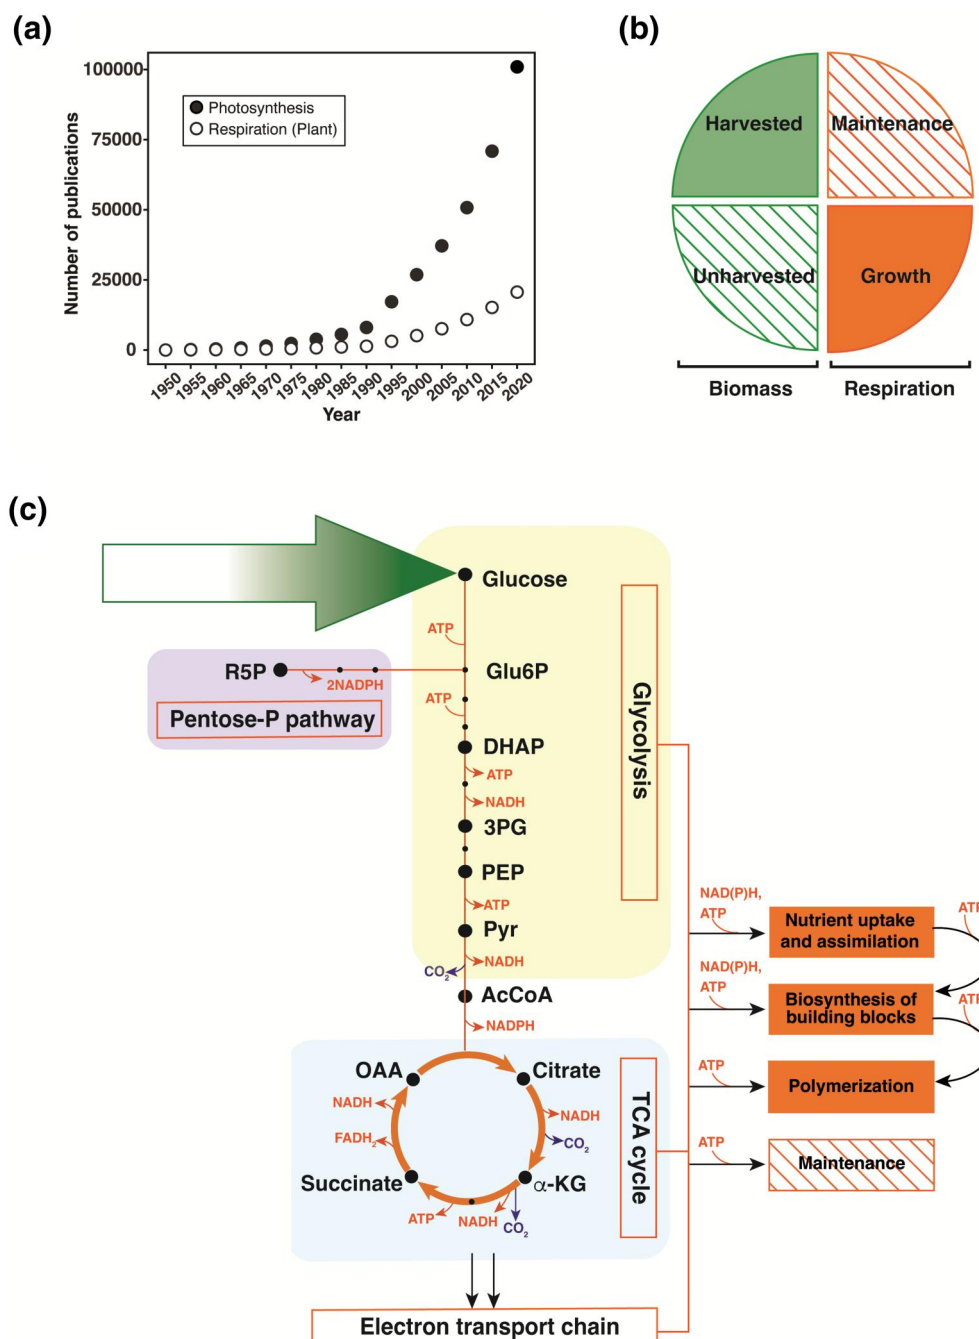 (a)
100000
75000
50000
25000
0
Number of publications
Photosynthesis
Respiration (Plant)
1950
1955
1960
1965
1970
1975
1980
1985
1990
1995
2000
2005
2010
2015
2020
Year
(b)
Harvested
Maintenance
Unharvested
Growth
Biomass
Respiration
(c)
Glucose
ATP
R5P
2NADPH
Glu6P
Pentose-P pathway
ATP
DHAP
ATP
NADH
3PG
PEP
ATP
Pyr
NADH
CO₂
AcCoA
NADPH
Glycolysis
OAA
Citrate
NADH
NADH
CO₂
FADH₂
Succinate
α-KG
ATP
NADH
CO₂
TCA cycle
Electron transport chain
NAD(P)H,
ATP
Nutrient uptake
and assimilation
ATP
NAD(P)H,
ATP
Biosynthesis of
building blocks
ATP
ATP
Polymerization
ATP
Maintenance